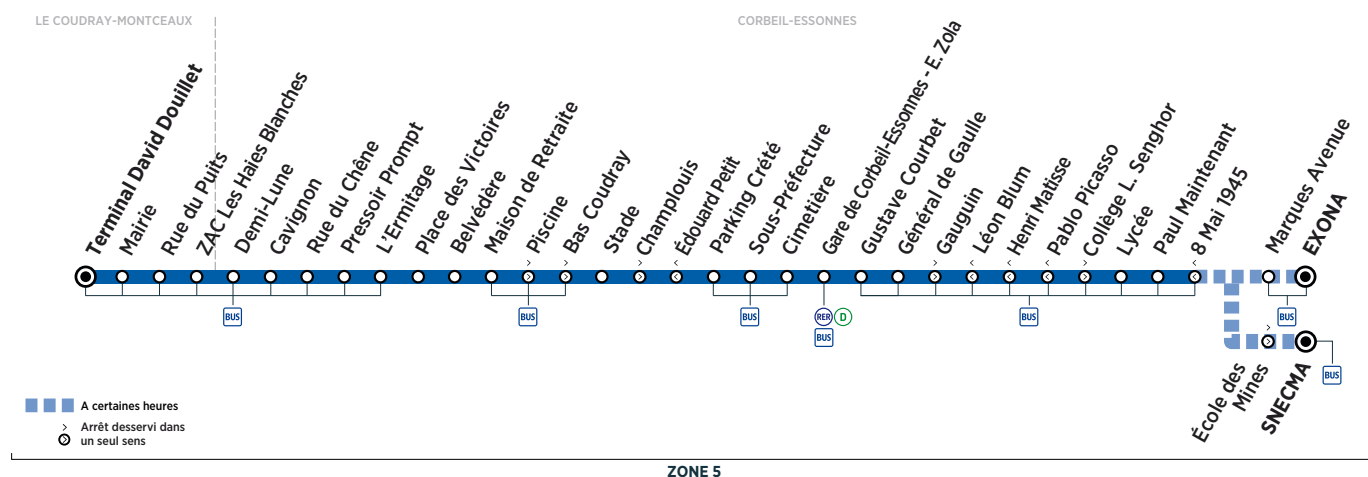 LE COUDRAY-MONTCEAUX
CORBEIL-ESSONNES
Terminal David Douillet
Mairie
Rue du Puits
ZAC Les Haies Blanches
Demi-Lune
Cavignon
Rue du Chêne
Pressoir Prompt
L'Ermitage
Place des Victoires
Belvédère
Maison de Retraite
Piscine
Bas Coudray
Stade
Champlouis
Édouard Petit
Parking Crété
Sous-Préfecture
Cimetière
Gare de Corbeil-Essonnes - E. Zola
Gustave Courbet
Général de Gaulle
Gauguin
Léon Blum
Henri Matisse
Pablo Picasso
Collège L. Senghor
Lycée
Paul Maintenant
8 Mai 1945
Marques Avenue
EXONA
BUS
BUS
BUS
RER D
BUS
BUS
BUS
École des
Mines
SNECMA
BUS
A certaines heures
Arrêt desservi dans
un seul sens
ZONE 5